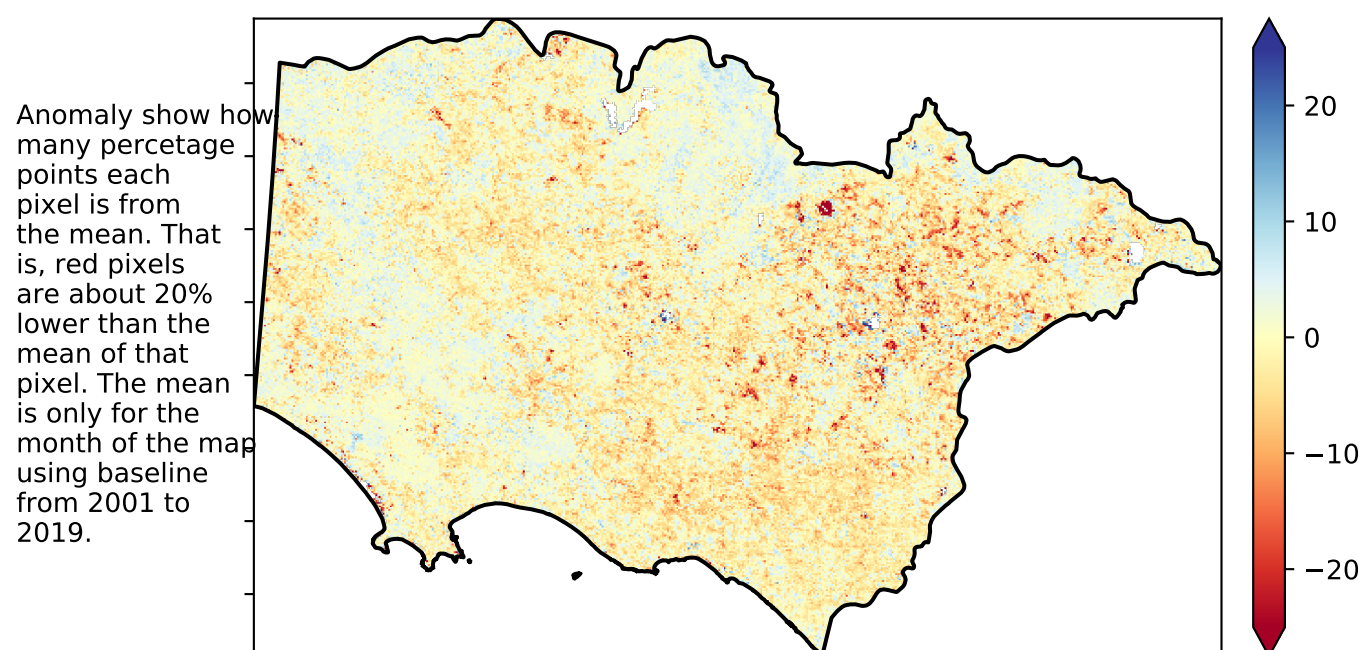 Anomaly show how
many percetage
points each
pixel is from
the mean. That
is, red pixels
are about 20%
lower than the
mean of that
pixel. The mean
is only for the
month of the map
using baseline
from 2001 to
2019.
20
10
0
−10
−20